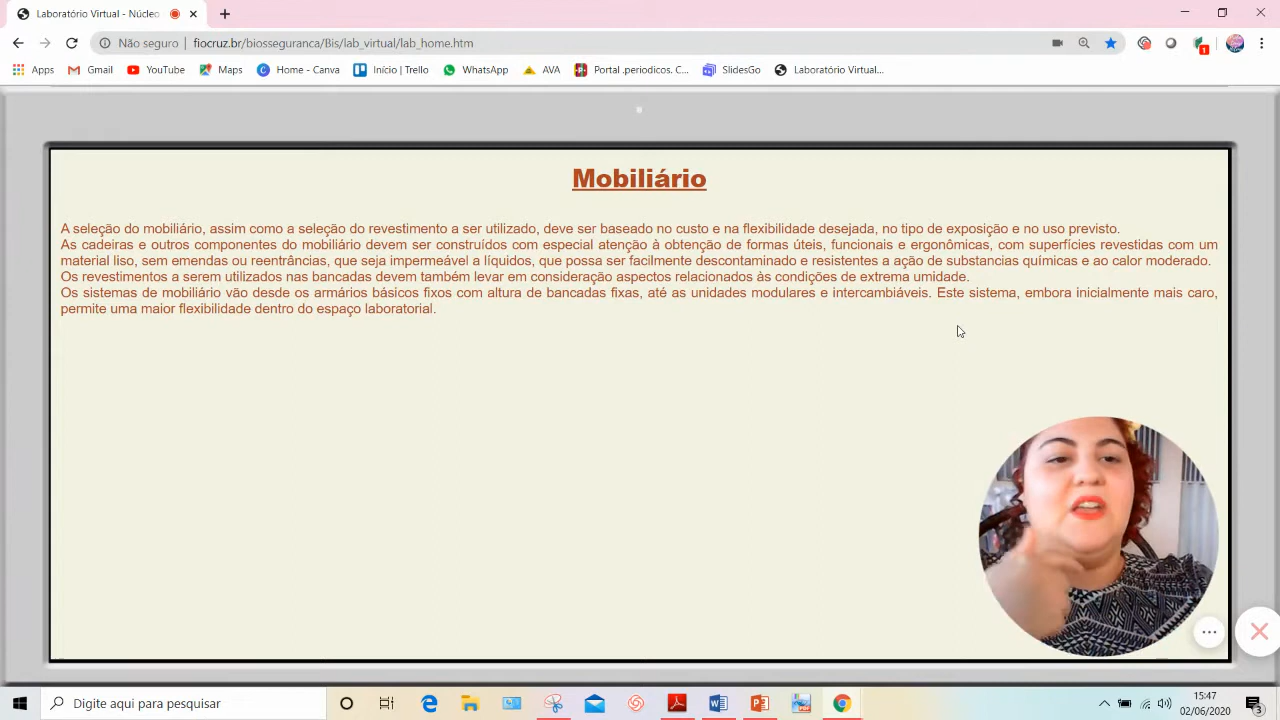 Laboratório Virtual - Núcleo
Não seguro | fiocruz.br/biosseguranca/Bis/lab_virtual/lab_home.htm
1
Apps Gmail YouTube Maps Home - Canva Início | Trello WhatsApp AVA Portal .periodicos. C... SlidesGo Laboratório Virtual...
Mobiliário
A seleção do mobiliário, assim como a seleção do revestimento a ser utilizado, deve ser baseado no custo e na flexibilidade desejada, no tipo de exposição e no uso previsto.
As cadeiras e outros componentes do mobiliário devem ser construídos com especial atenção à obtenção de formas úteis, funcionais e ergonômicas, com superfícies revestidas com um
material liso, sem emendas ou reentrâncias, que seja impermeável a líquidos, que possa ser facilmente descontaminado e resistentes a ação de substancias químicas e ao calor moderado.
Os revestimentos a serem utilizados nas bancadas devem também levar em consideração aspectos relacionados às condições de extrema umidade.
Os sistemas de mobiliário vão desde os armários básicos fixos com altura de bancadas fixas, até as unidades modulares e intercambiáveis. Este sistema, embora inicialmente mais caro,
permite uma maior flexibilidade dentro do espaço laboratorial.
Digite aqui para pesquisar
15:47
02/06/2020
3